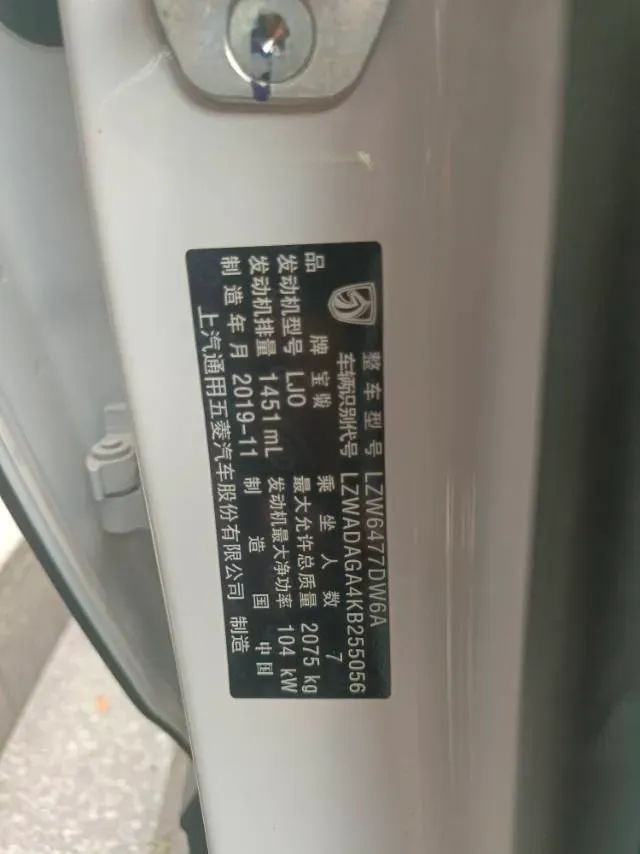 整车型号 LZW6477DW6A
车辆识别代号 LZWADAGA4KB255056
品牌 宝骏 乘坐人数 7
发动机型号 LJO 最大允许总质量 2075 kg
发动机排量 1451mL 发动机最大净功率 104 kW
制造年月 2019-11 制造国 中国
上汽通用五菱汽车股份有限公司 制造